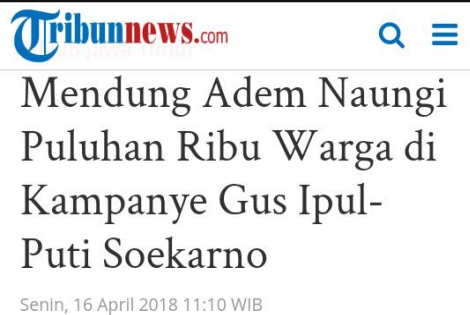 Tribunnews.com
Mendung Adem Naungi
Puluhan Ribu Warga di
Kampanye Gus Ipul-
Puti Soekarno
Senin, 16 April 2018 11:10 WIB